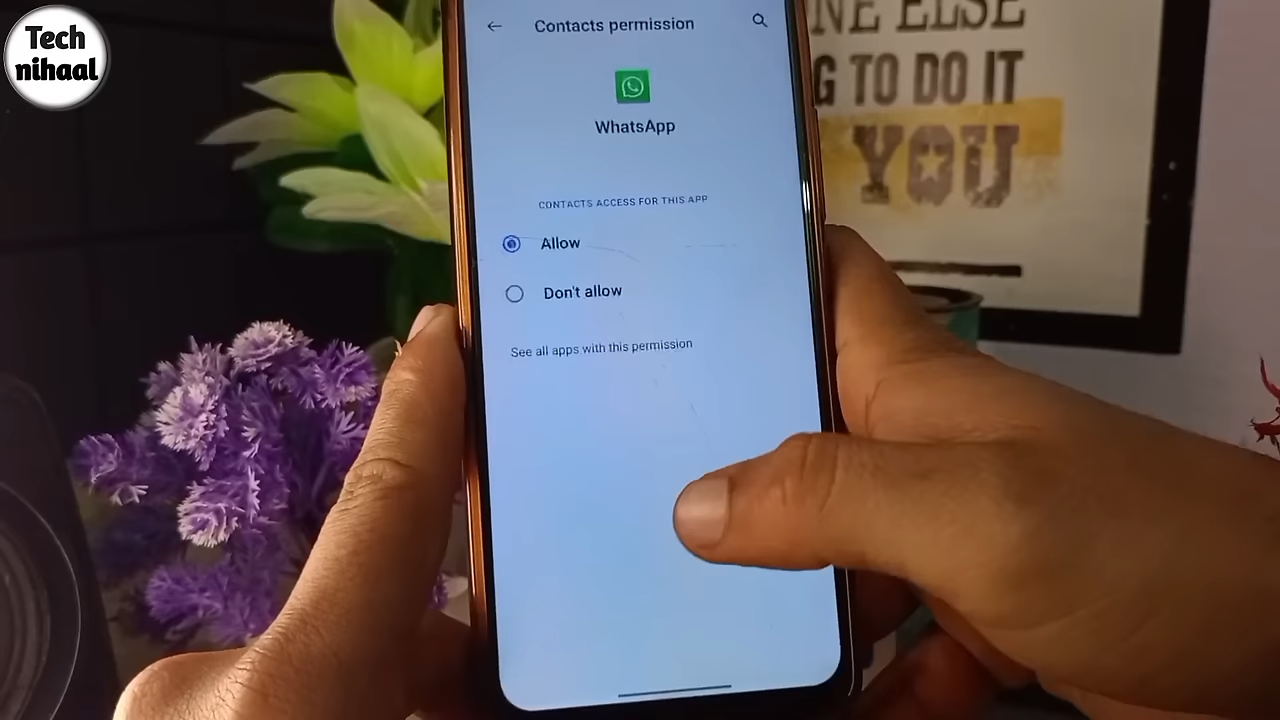 Tech
nihaal
Contacts permission
WhatsApp
CONTACTS ACCESS FOR THIS APP
Allow
Don't allow
See all apps with this permission
NE ELSE
G TO DO IT
YOU